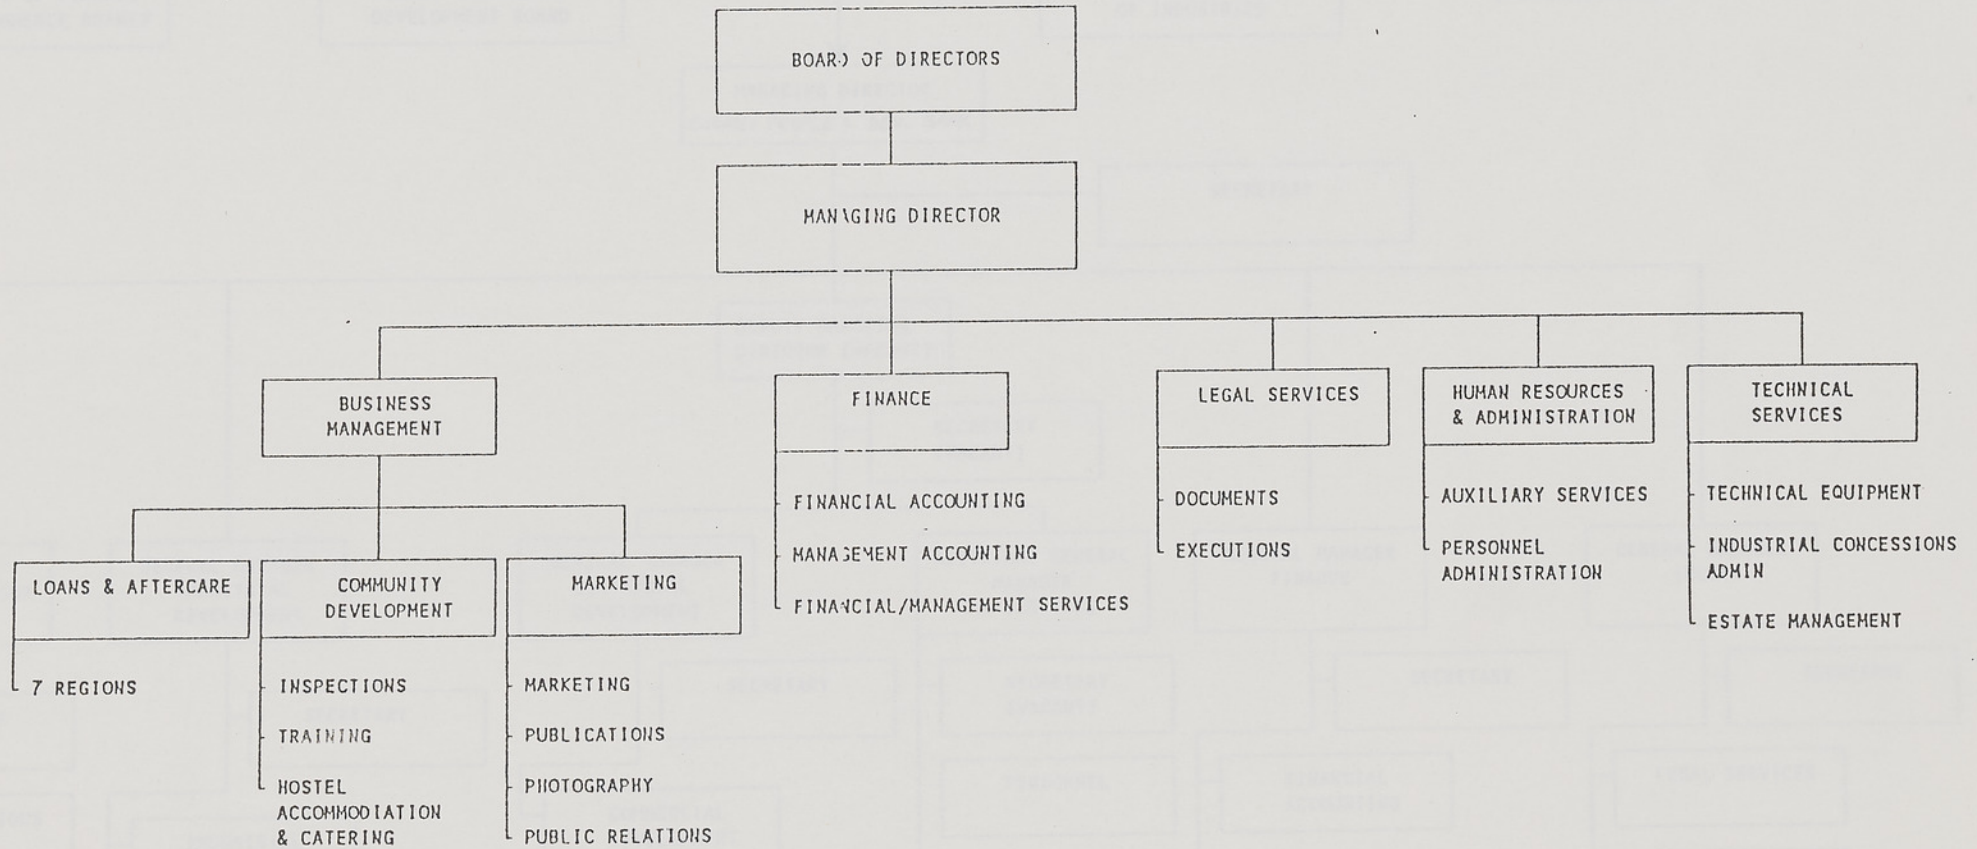 BOARD OF DIRECTORS
MANAGING DIRECTOR
BUSINESS
MANAGEMENT
FINANCE
LEGAL SERVICES
HUMAN RESOURCES
& ADMINISTRATION
TECHNICAL
SERVICES
FINANCIAL ACCOUNTING
MANAGEMENT ACCOUNTING
FINANCIAL/MANAGEMENT SERVICES
DOCUMENTS
EXECUTIONS
AUXILIARY SERVICES
PERSONNEL
ADMINISTRATION
TECHNICAL EQUIPMENT
INDUSTRIAL CONCESSIONS
ADMIN
ESTATE MANAGEMENT
LOANS & AFTERCARE
COMMUNITY
DEVELOPMENT
MARKETING
7 REGIONS
INSPECTIONS
TRAINING
HOSTEL
ACCOMMODIATION
& CATERING
MARKETING
PUBLICATIONS
PHOTOGRAPHY
PUBLIC RELATIONS